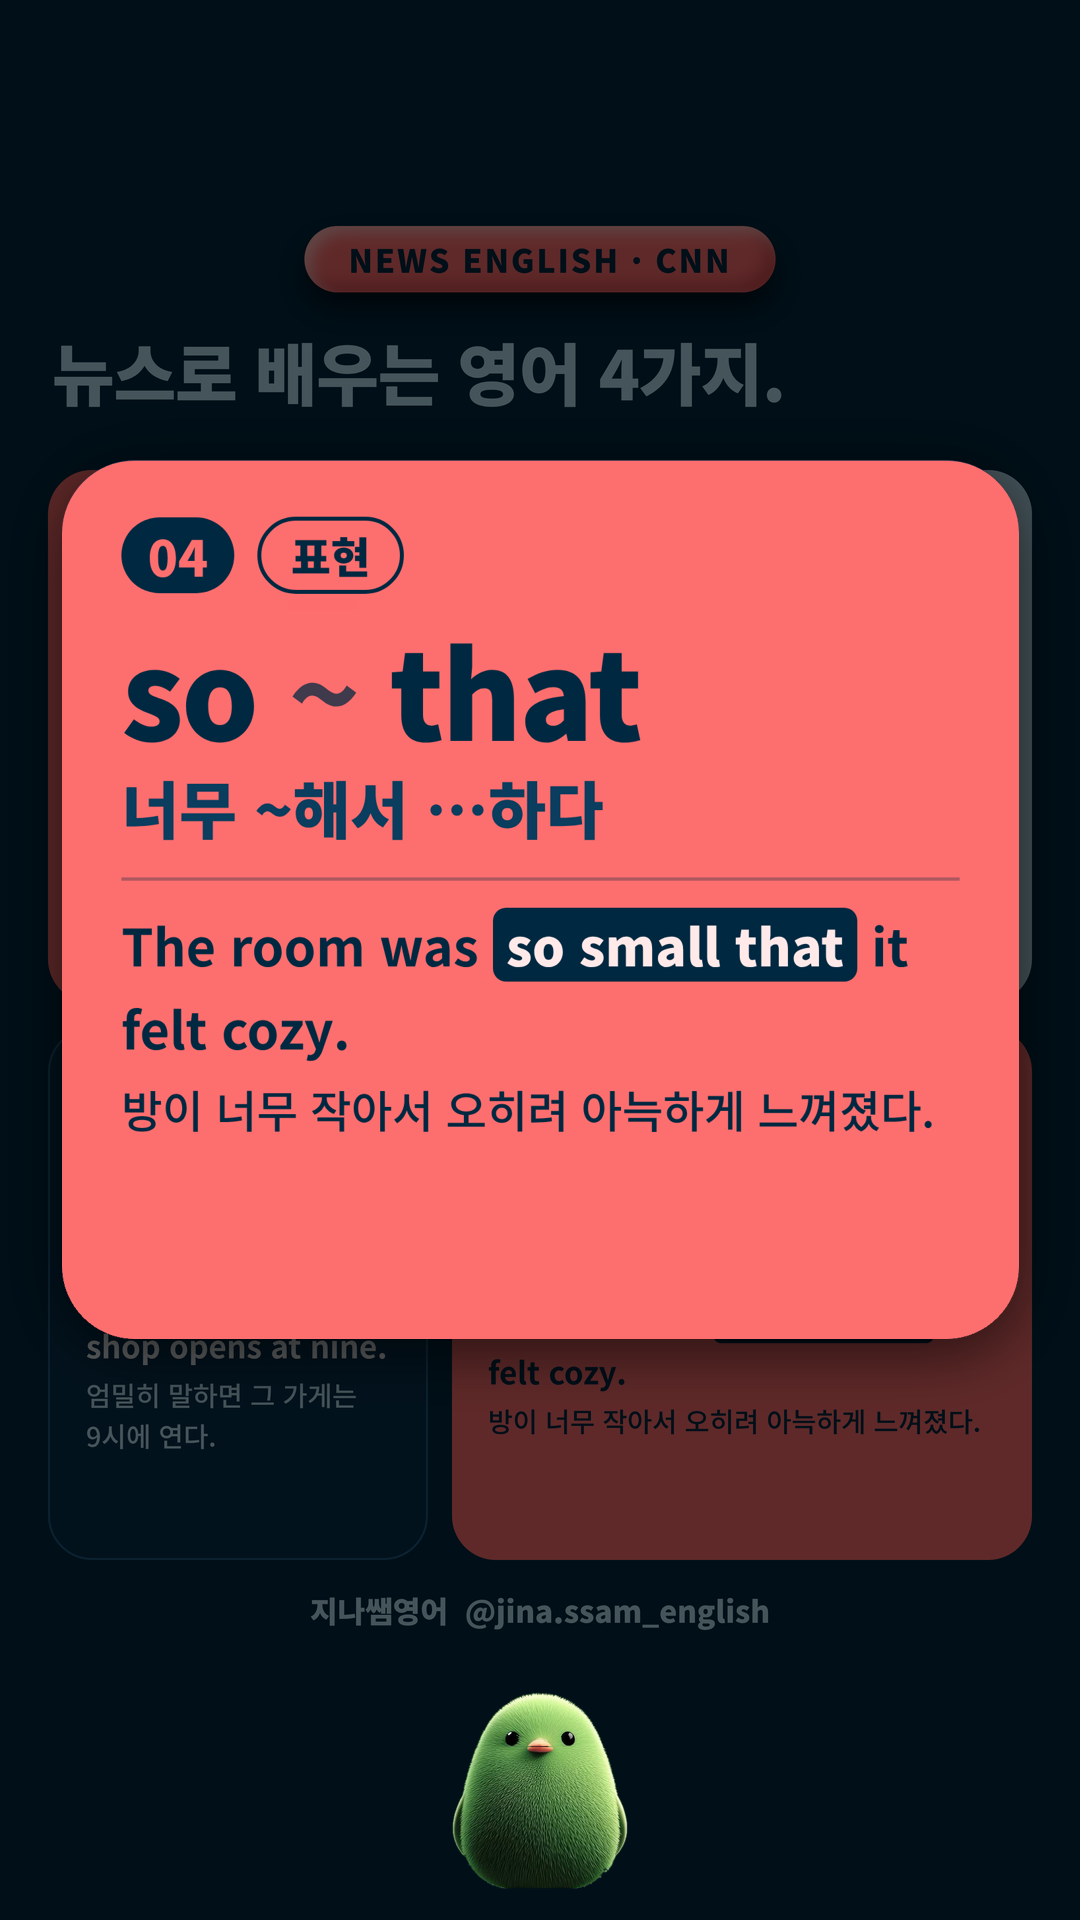 NEWS ENGLISH · CNN
뉴스로 배우는 영어 4가지.
04 표현
so ~ that
너무 ~해서 …하다
The room was so small that it
felt cozy.
방이 너무 작아서 오히려 아늑하게 느껴졌다.
shop opens at nine.
엄밀히 말하면 그 가게는
9시에 연다.
felt cozy.
방이 너무 작아서 오히려 아늑하게 느껴졌다.
지나쌤영어 @jina.ssam_english